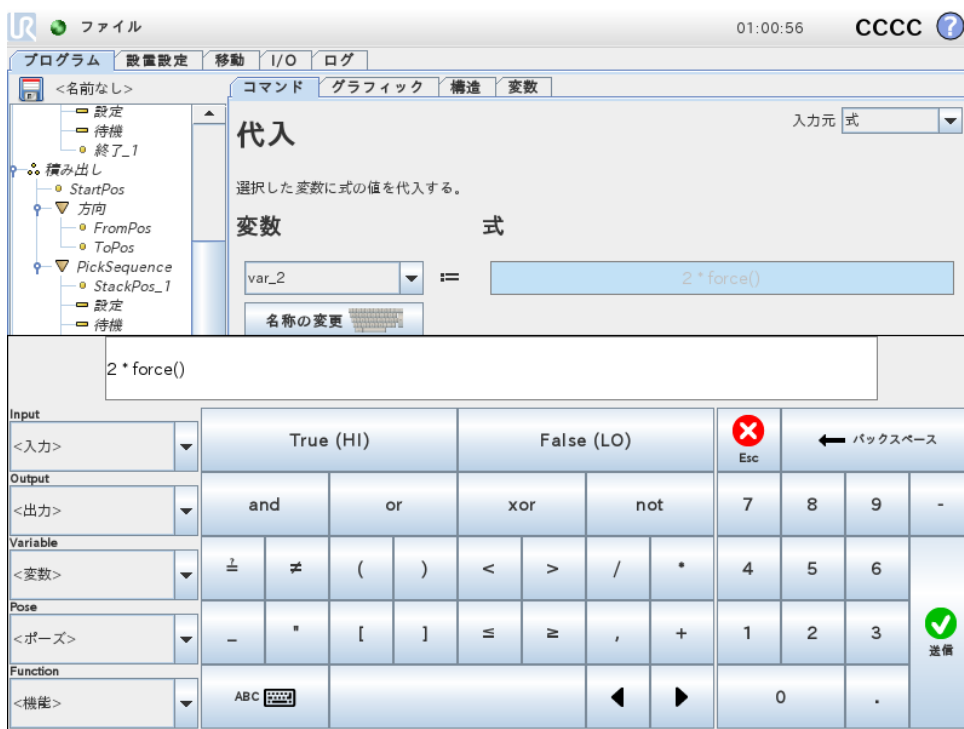 UR ファイル 01:00:56 CCCC ?
プログラム 設置設定 移動 I/O ログ
<名前なし> コマンド グラフィック 構造 変数
設定
待機
終了_1
積み出し
StartPos
方向
FromPos
ToPos
PickSequence
StackPos_1
設定
待機
代入
入力元 式
選択した変数に式の値を代入する。
変数 式
var_2 := 2 * force()
名称の変更
2 * force()
Input
<入力>
Output
<出力>
Variable
<変数>
Pose
<ポーズ>
Function
<機能>
True (HI) False (LO) Esc バックスペース
and or xor not 7 8 9 -
≟ ≠ ( ) < > / * 4 5 6
_ " [ ] ≤ ≥ , + 1 2 3 送信
ABC 0 .